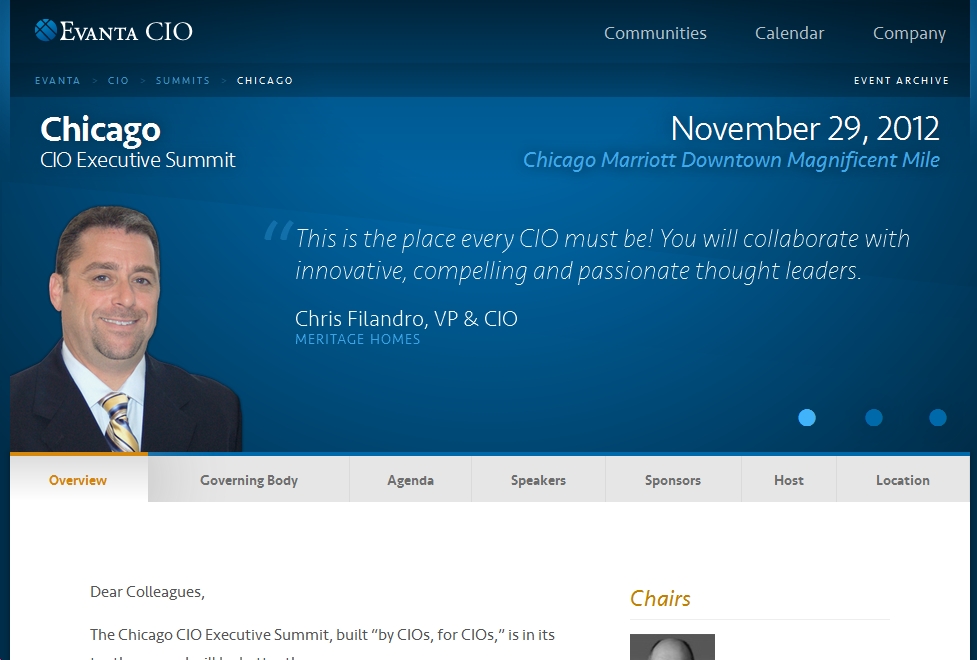 EVANTA CIO
Communities Calendar Company
EVANTA > CIO > SUMMITS > CHICAGO
EVENT ARCHIVE
Chicago
CIO Executive Summit
November 29, 2012
Chicago Marriott Downtown Magnificent Mile
“This is the place every CIO must be! You will collaborate with
innovative, compelling and passionate thought leaders.
Chris Filandro, VP & CIO
MERITAGE HOMES
Overview Governing Body Agenda Speakers Sponsors Host Location
Dear Colleagues,
The Chicago CIO Executive Summit, built “by CIOs, for CIOs,” is in its
Chairs